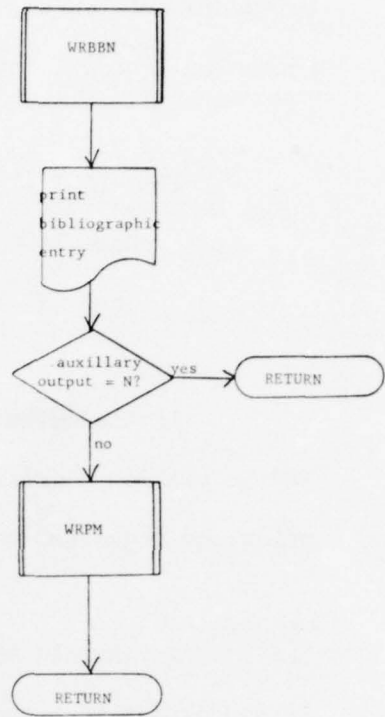 WRBBN
print
bibliographic
entry
auxillary
output = N?
yes
RETURN
no
WRPM
RETURN